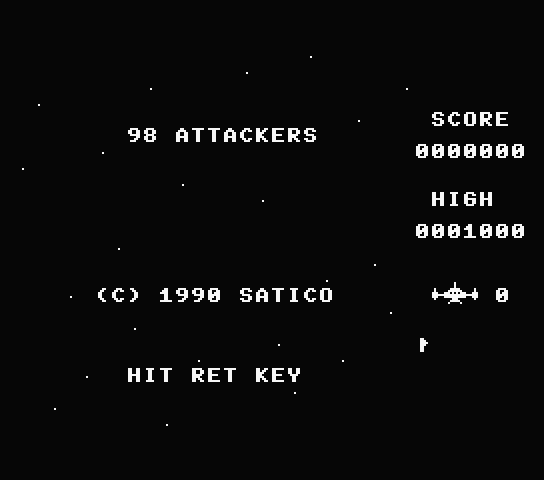 98 ATTACKERS
SCORE
0000000
HIGH
0001000
(C) 1990 SATICO
0
HIT RET KEY